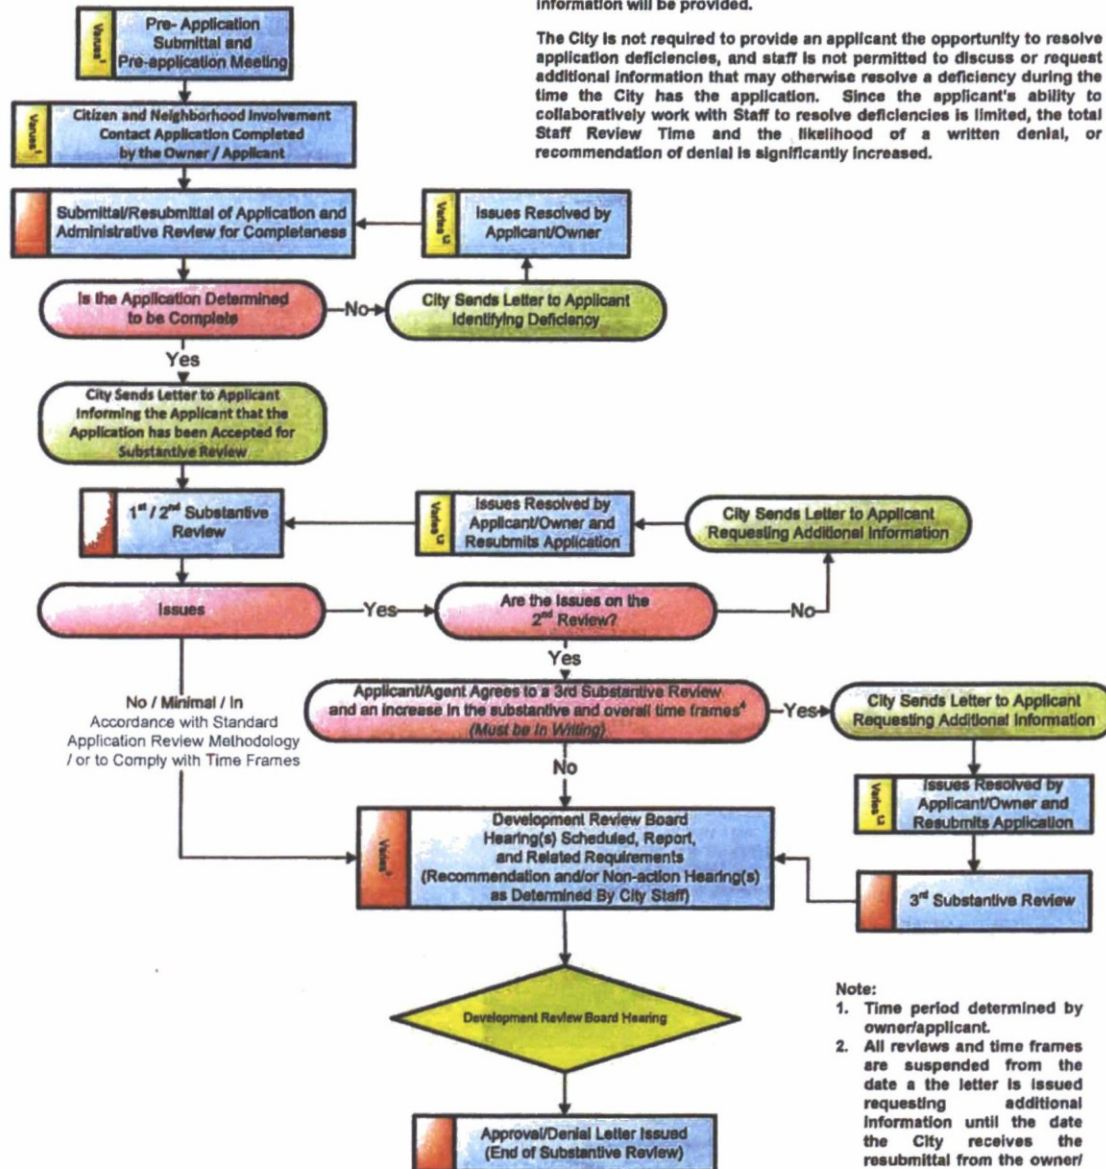 information will be provided.
The City is not required to provide an applicant the opportunity to resolve
application deficiencies, and staff is not permitted to discuss or request
additional information that may otherwise resolve a deficiency during the
time the City has the application. Since the applicant's ability to
collaboratively work with Staff to resolve deficiencies is limited, the total
Staff Review Time and the likelihood of a written denial, or
recommendation of denial is significantly increased.
Varies¹
Pre- Application
Submittal and
Pre-application Meeting
Varies¹
Citizen and Neighborhood Involvement
Contact Application Completed
by the Owner / Applicant
Submittal/Resubmittal of Application and
Administrative Review for Completeness
Varies¹,²
Issues Resolved by
Applicant/Owner
Is the Application Determined
to be Complete
No
City Sends Letter to Applicant
Identifying Deficiency
Yes
City Sends Letter to Applicant
Informing the Applicant that the
Application has been Accepted for
Substantive Review
1st / 2nd Substantive
Review
Varies¹,²
Issues Resolved by
Applicant/Owner and
Resubmits Application
City Sends Letter to Applicant
Requesting Additional Information
Issues
Yes
Are the Issues on the
2nd Review?
No
Yes
No / Minimal / In
Accordance with Standard
Application Review Methodology
/ or to Comply with Time Frames
Applicant/Agent Agrees to a 3rd Substantive Review
and an increase in the substantive and overall time frames⁴
(Must be in Writing)
Yes
City Sends Letter to Applicant
Requesting Additional Information
No
Varies¹,²
Issues Resolved by
Applicant/Owner and
Resubmits Application
Varies³
Development Review Board
Hearing(s) Scheduled, Report,
and Related Requirements
(Recommendation and/or Non-action Hearing(s)
as Determined By City Staff)
3rd Substantive Review
Development Review Board Hearing
Approval/Denial Letter Issued
(End of Substantive Review)
Note:
1. Time period determined by
owner/applicant.
2. All reviews and time frames
are suspended from the
date a the letter is issued
requesting additional
information until the date
the City receives the
resubmittal from the owner/